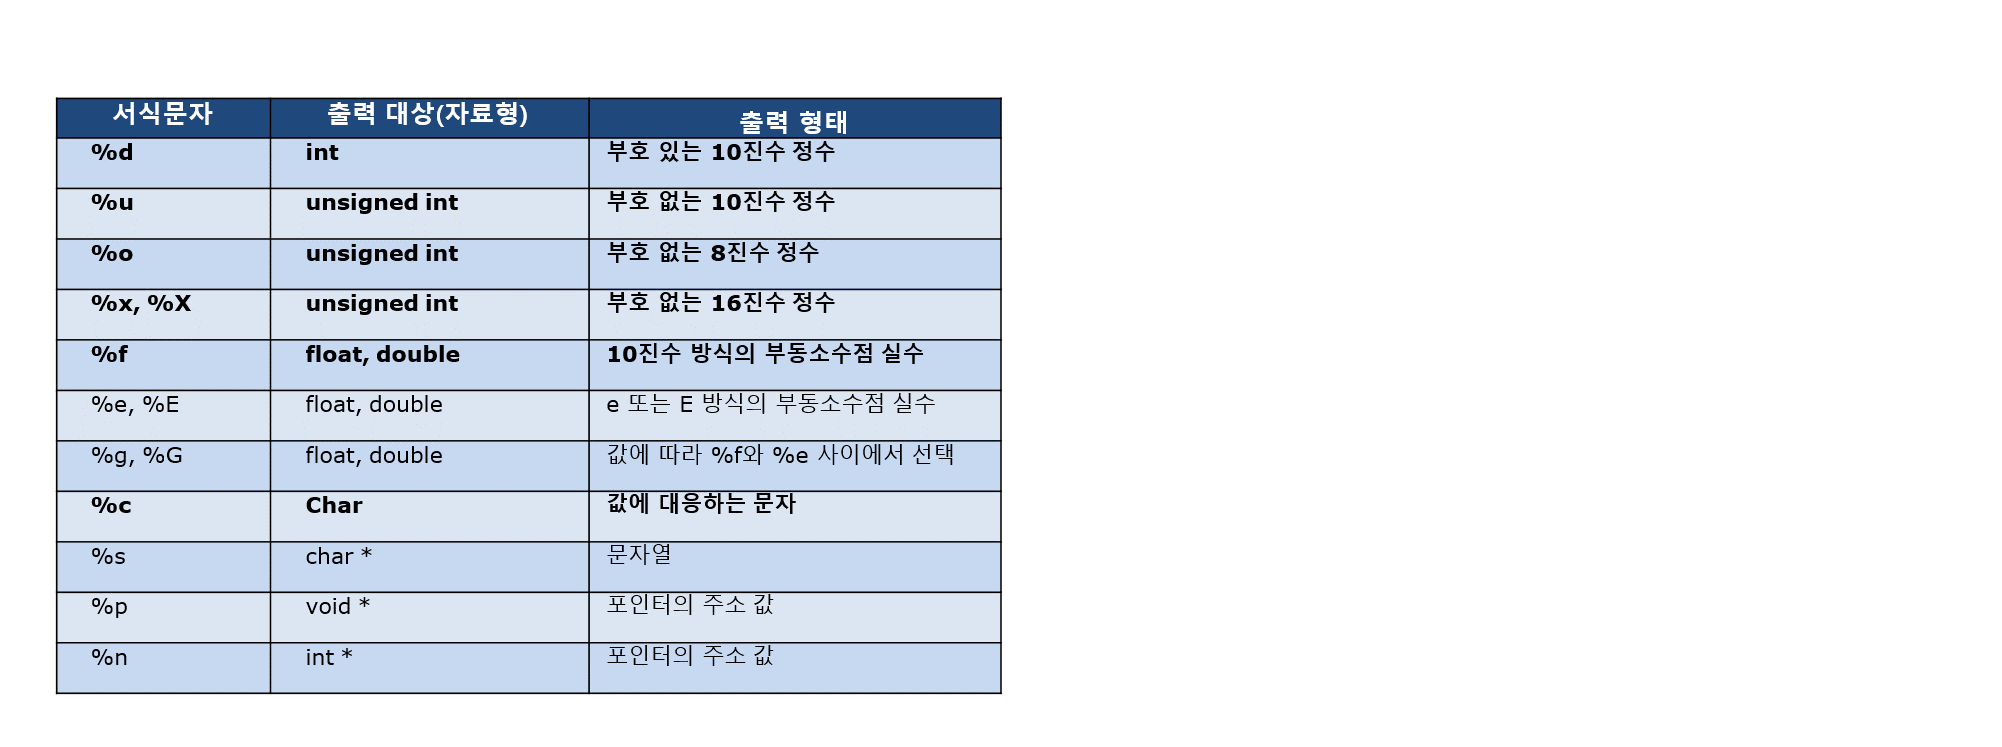 서식문자 출력 대상(자료형) 출력 형태
%d int 부호 있는 10진수 정수
%u unsigned int 부호 없는 10진수 정수
%o unsigned int 부호 없는 8진수 정수
%x, %X unsigned int 부호 없는 16진수 정수
%f float, double 10진수 방식의 부동소수점 실수
%e, %E float, double e 또는 E 방식의 부동소수점 실수
%g, %G float, double 값에 따라 %f와 %e 사이에서 선택
%c Char 값에 대응하는 문자
%s char * 문자열
%p void * 포인터의 주소 값
%n int * 포인터의 주소 값